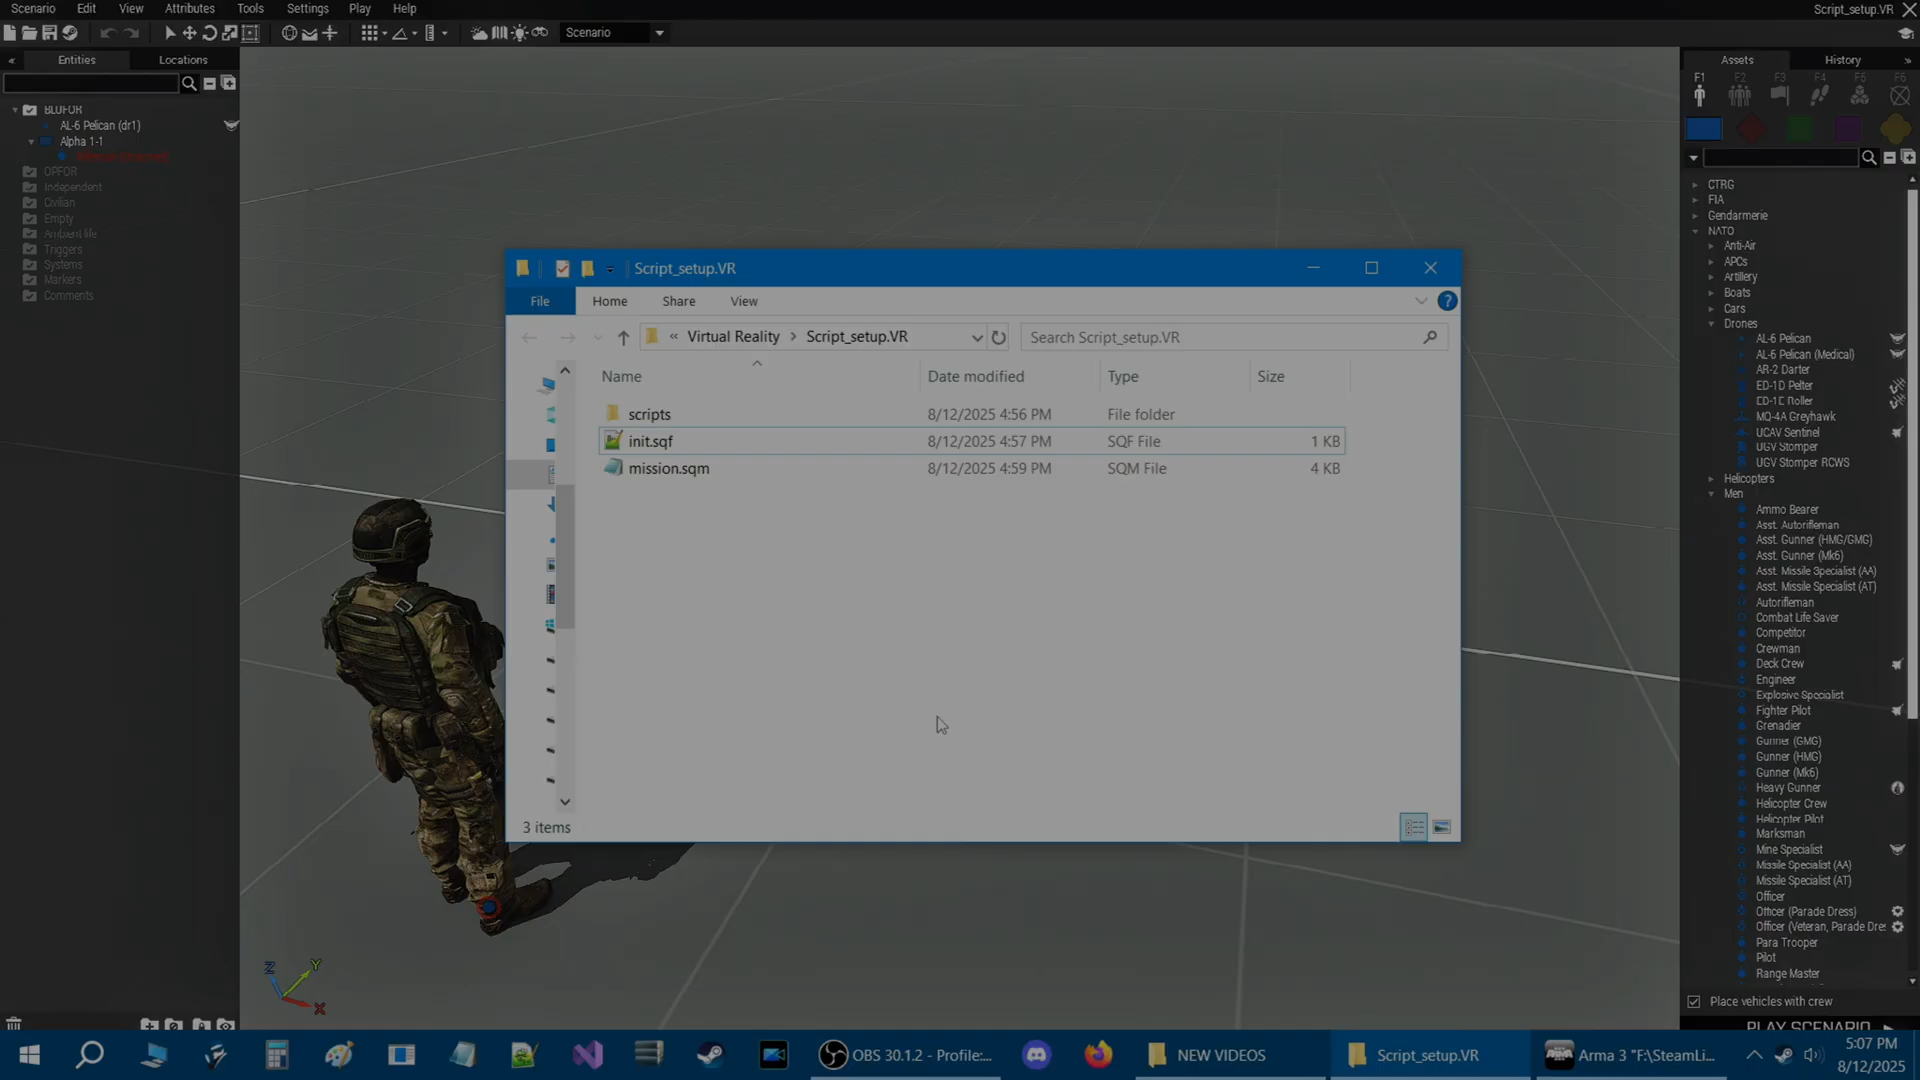 Scenario Edit View Attributes Tools Settings Play Help Script_setup.VR
Scenario
Entities Locations
Assets History
F1 F2 F3 F4 F5 F6
BLUFOR
AL-6 Pelican (dr1)
Alpha 1-1
OPFOR
Independent
Civilian
Empty
Ambient life
Triggers
Systems
Markers
Comments
Script_setup.VR
File Home Share View
« Virtual Reality Script_setup.VR Search Script_setup.VR
Name Date modified Type Size
scripts 8/12/2025 4:56 PM File folder
init.sqf 8/12/2025 4:57 PM SQF File 1 KB
mission.sqm 8/12/2025 4:59 PM SQM File 4 KB
3 items
CTRG
FIA
Gendarmerie
NATO
Anti-Air
APCs
Artillery
Boats
Cars
Drones
AL-6 Pelican
AL-6 Pelican (Medical)
AR-2 Darter
ED-1D Pelter
ED-1E Roller
MQ-4A Greyhawk
UCAV Sentinel
UGV Stomper
UGV Stomper RCWS
Helicopters
Men
Ammo Bearer
Asst. Autorifleman
Asst. Gunner (HMG/GMG)
Asst. Gunner (Mk6)
Asst. Missile Specialist (AA)
Asst. Missile Specialist (AT)
Autorifleman
Combat Life Saver
Competitor
Crewman
Deck Crew
Engineer
Explosive Specialist
Fighter Pilot
Grenadier
Gunner (GMG)
Gunner (HMG)
Gunner (Mk6)
Heavy Gunner
Helicopter Crew
Helicopter Pilot
Marksman
Mine Specialist
Missile Specialist (AA)
Missile Specialist (AT)
Officer
Officer (Parade Dress)
Officer (Veteran, Parade Dre
Para Trooper
Pilot
Range Master
Place vehicles with crew
PLAY SCENARIO
Z Y X
OBS 30.1.2 - Profile:... NEW VIDEOS Script_setup.VR Arma 3 "F:\SteamLi... 5:07 PM
8/12/2025